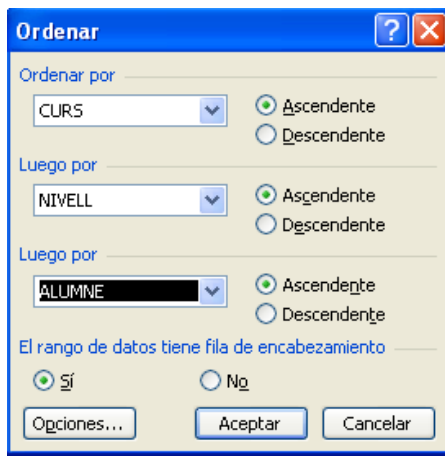 Ordenar
Ordenar por
CURS
Ascendente
Descendente
Luego por
NIVELL
Ascendente
Descendente
Luego por
ALUMNE
Ascendente
Descendente
El rango de datos tiene fila de encabezamiento
Sí No
Opciones... Aceptar Cancelar